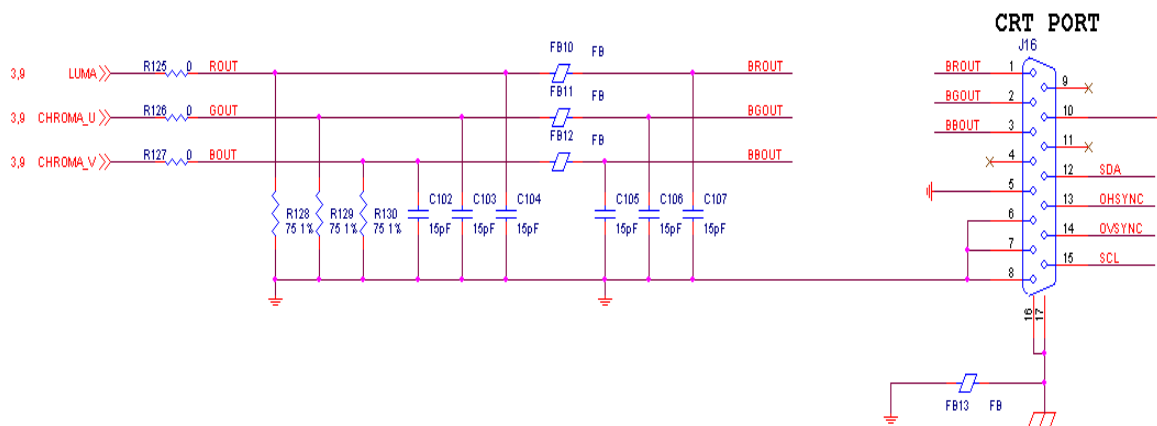 CRT PORT
J16
3,9 LUMA R125 0 ROUT FB10 FB BROUT BROUT 1
9
3,9 CHROMA_U R126 0 GOUT FB11 FB BGOUT BGOUT 2
10
3,9 CHROMA_V R127 0 BOUT FB12 FB BBOUT BBOUT 3
11
4
12 SDA
5
13 OHSYNC
R128 75 1%
R129 75 1%
R130 75 1%
C102 15pF
C103 15pF
C104 15pF
C105 15pF
C106 15pF
C107 15pF
6
14 OVSYNC
7
15 SCL
8
16 17
FB13 FB